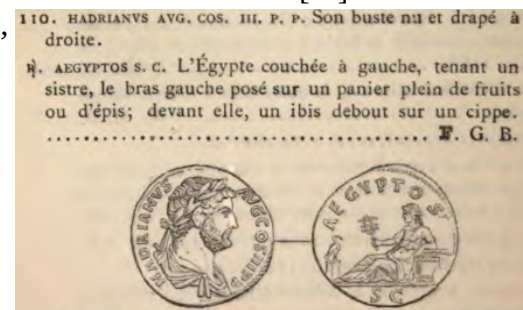 110. HADRIANVS AVG. COS. III. P. P. Son buste nu et drapé à
droite.
℞. AEGYPTOS S. C. L'Égypte couchée à gauche, tenant un
sistre, le bras gauche posé sur un panier plein de fruits
ou d'épis; devant elle, un ibis debout sur un cippe.
........................................ F. G. B.
HADRIANVS AVG COS III PP
AEGYPTOS
S C